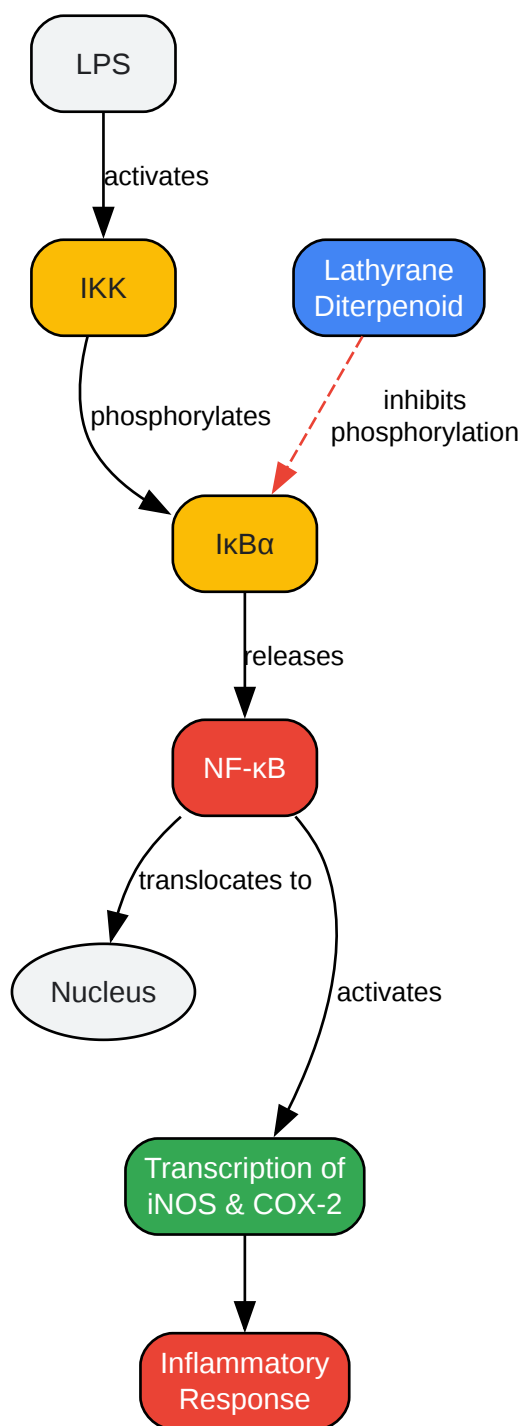 LPS
activates
IKK
Lathyrane
Diterpenoid
phosphorylates
inhibits
phosphorylation
IκBα
releases
NF-κB
translocates to
Nucleus
activates
Transcription of
iNOS & COX-2
Inflammatory
Response